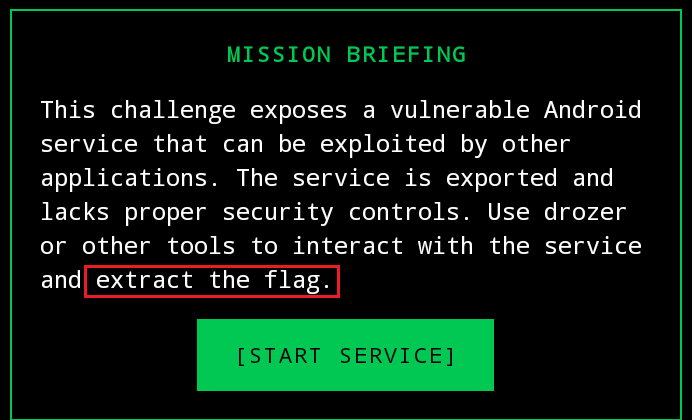 MISSION BRIEFING
This challenge exposes a vulnerable Android
service that can be exploited by other
applications. The service is exported and
lacks proper security controls. Use drozer
or other tools to interact with the service
and extract the flag.
[START SERVICE]